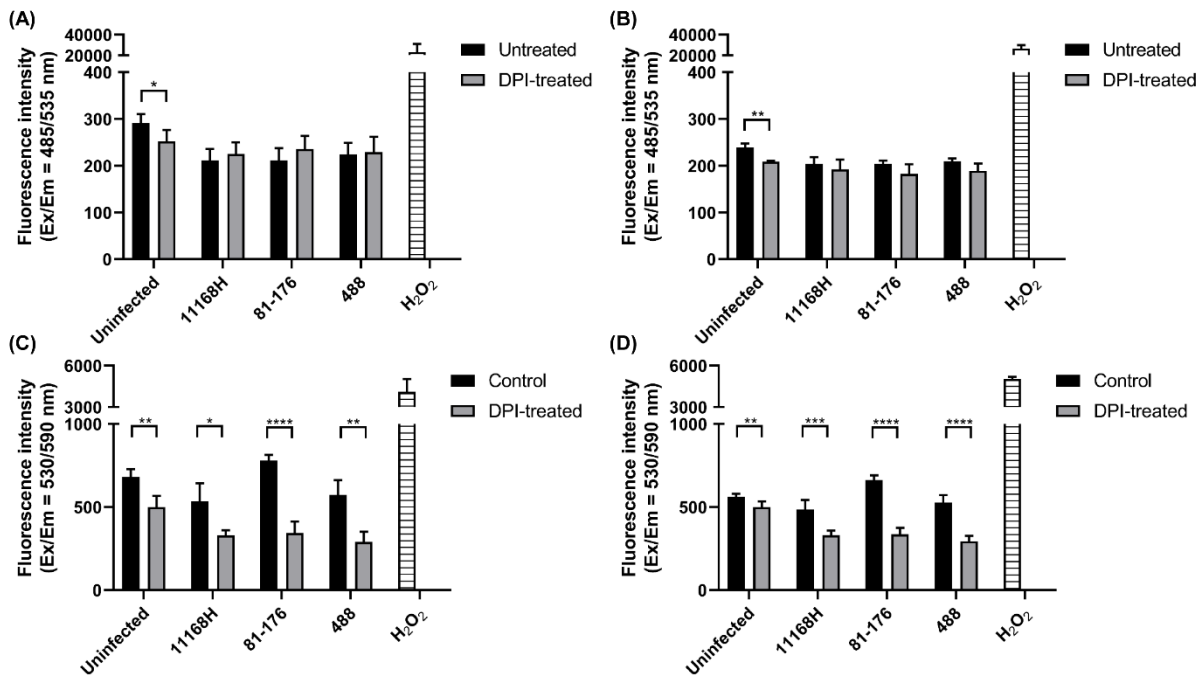 (A)
Fluorescence intensity
(Ex/Em = 485/535 nm)
40000
20000
400
300
200
100
0
*
Untreated
DPI-treated
Uninfected
11168H
81-176
488
H₂O₂
(B)
Fluorescence intensity
(Ex/Em = 485/535 nm)
40000
20000
400
300
200
100
0
**
Untreated
DPI-treated
Uninfected
11168H
81-176
488
H₂O₂
(C)
Fluorescence intensity
(Ex/Em = 530/590 nm)
6000
3000
1000
500
0
** * **** **
Control
DPI-treated
Uninfected
11168H
81-176
488
H₂O₂
(D)
Fluorescence intensity
(Ex/Em = 530/590 nm)
6000
3000
1000
500
0
** *** **** ****
Control
DPI-treated
Uninfected
11168H
81-176
488
H₂O₂